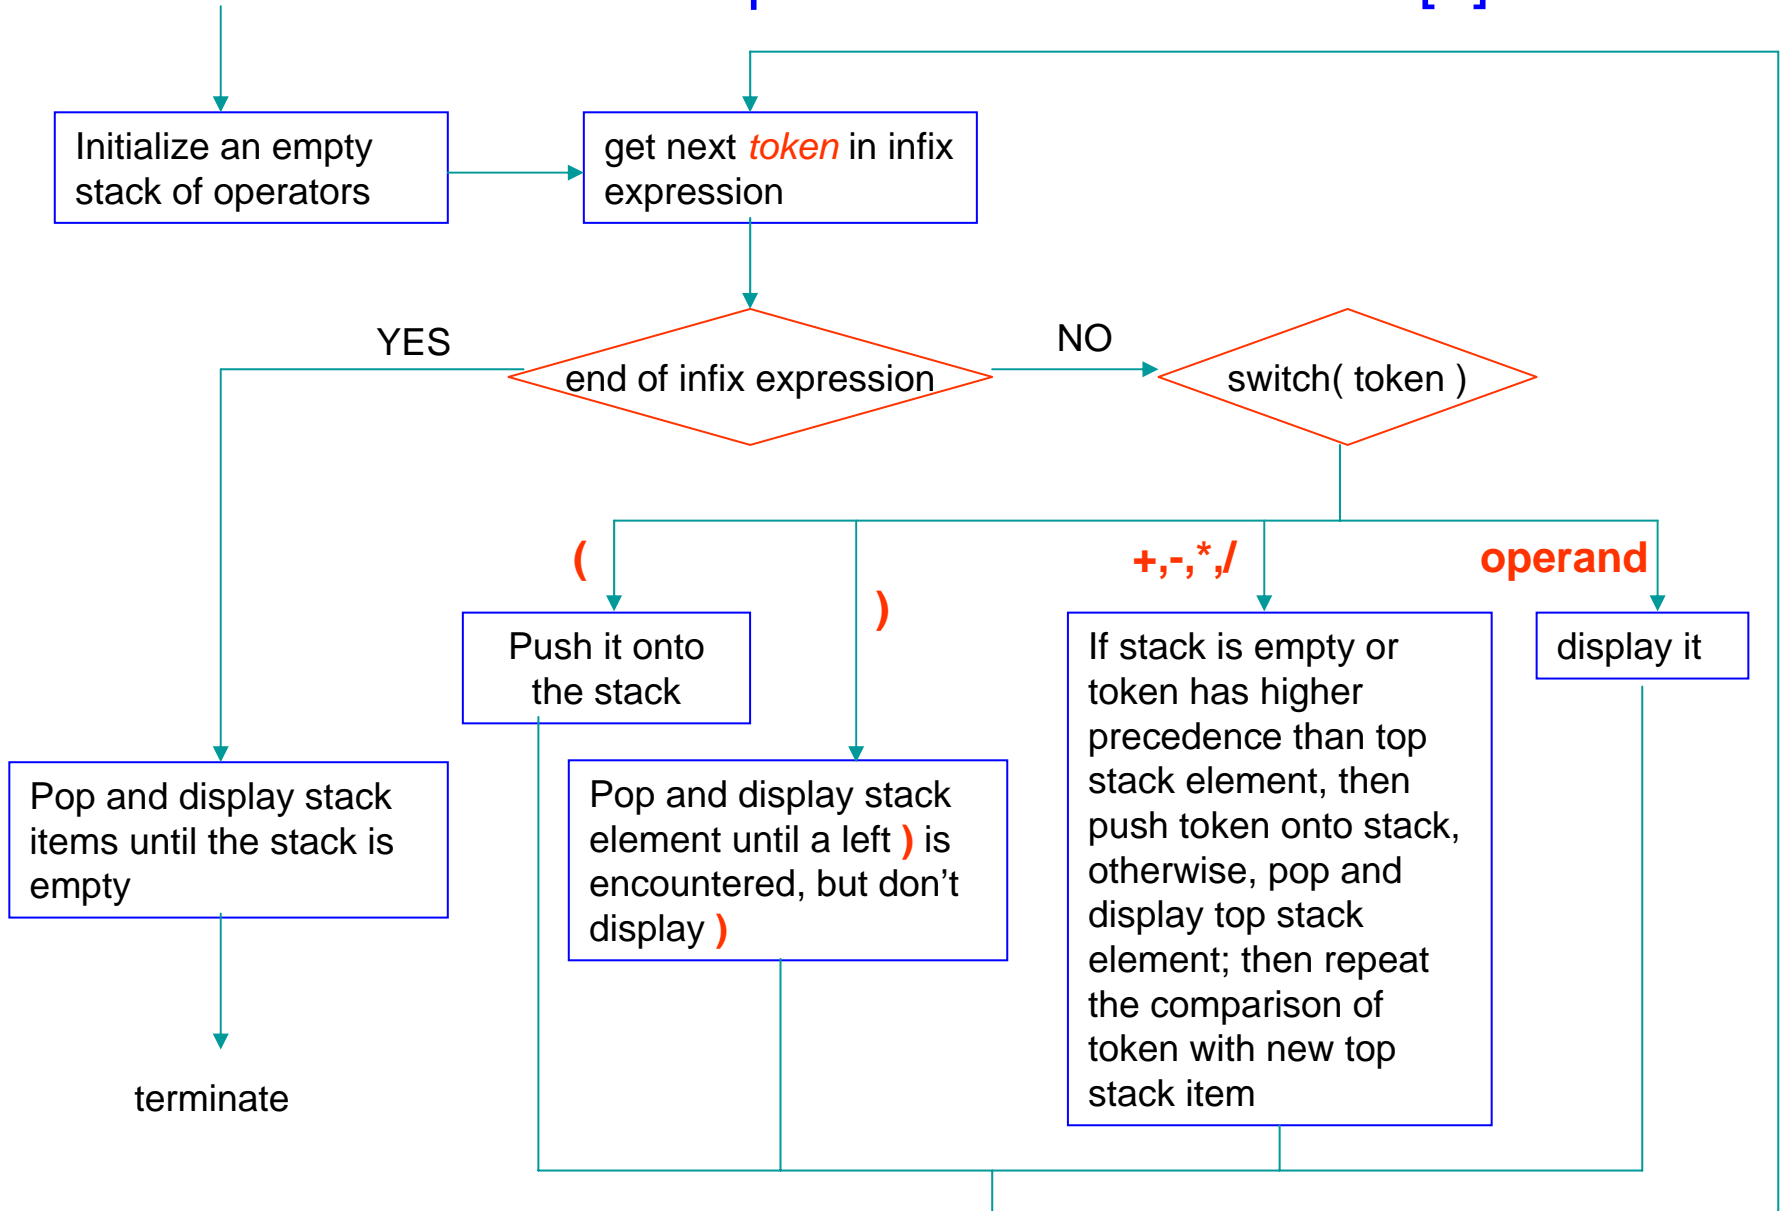 Initialize an empty
stack of operators
get next token in infix
expression
YES
end of infix expression
NO
switch( token )
(
)
+,-,*,/
operand
Push it onto
the stack
Pop and display stack
element until a left ) is
encountered, but don’t
display )
If stack is empty or
token has higher
precedence than top
stack element, then
push token onto stack,
otherwise, pop and
display top stack
element; then repeat
the comparison of
token with new top
stack item
display it
Pop and display stack
items until the stack is
empty
terminate